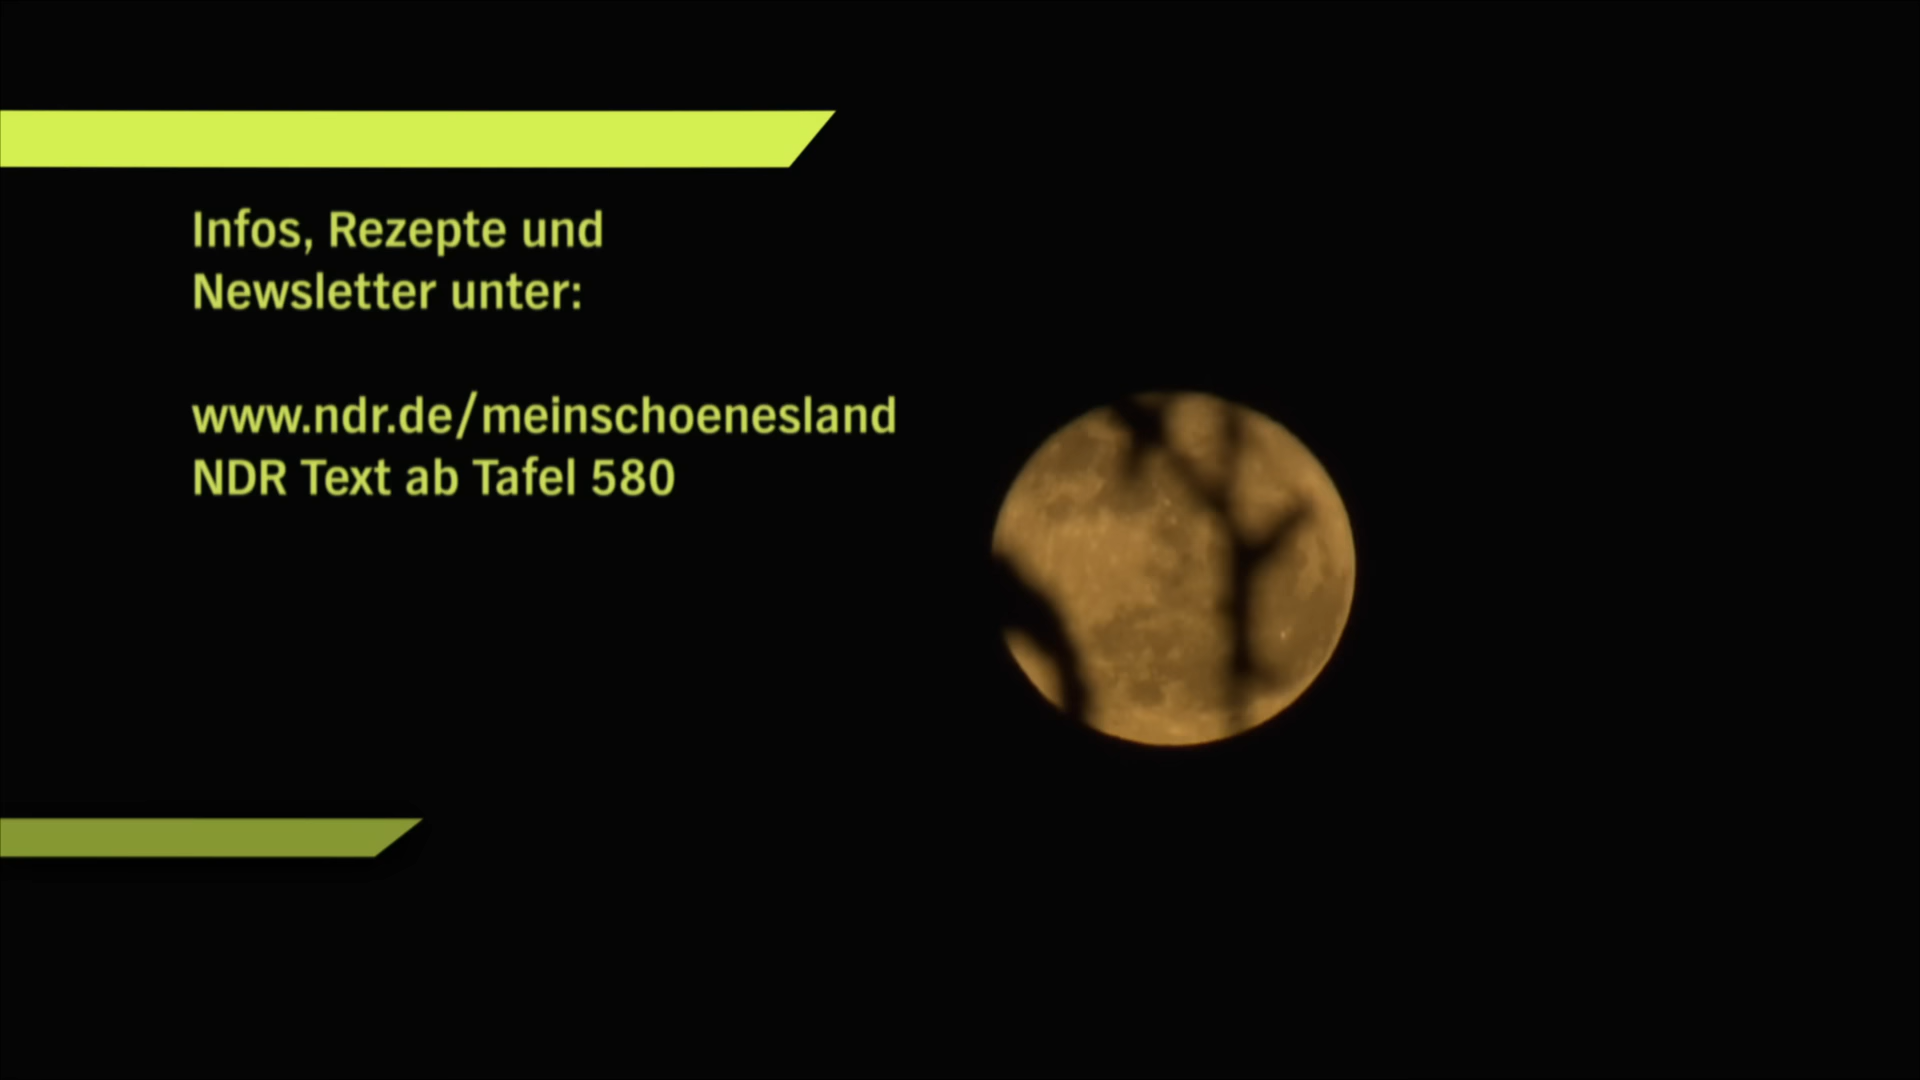 Infos, Rezepte und
Newsletter unter:
www.ndr.de/meinschoenesland
NDR Text ab Tafel 580